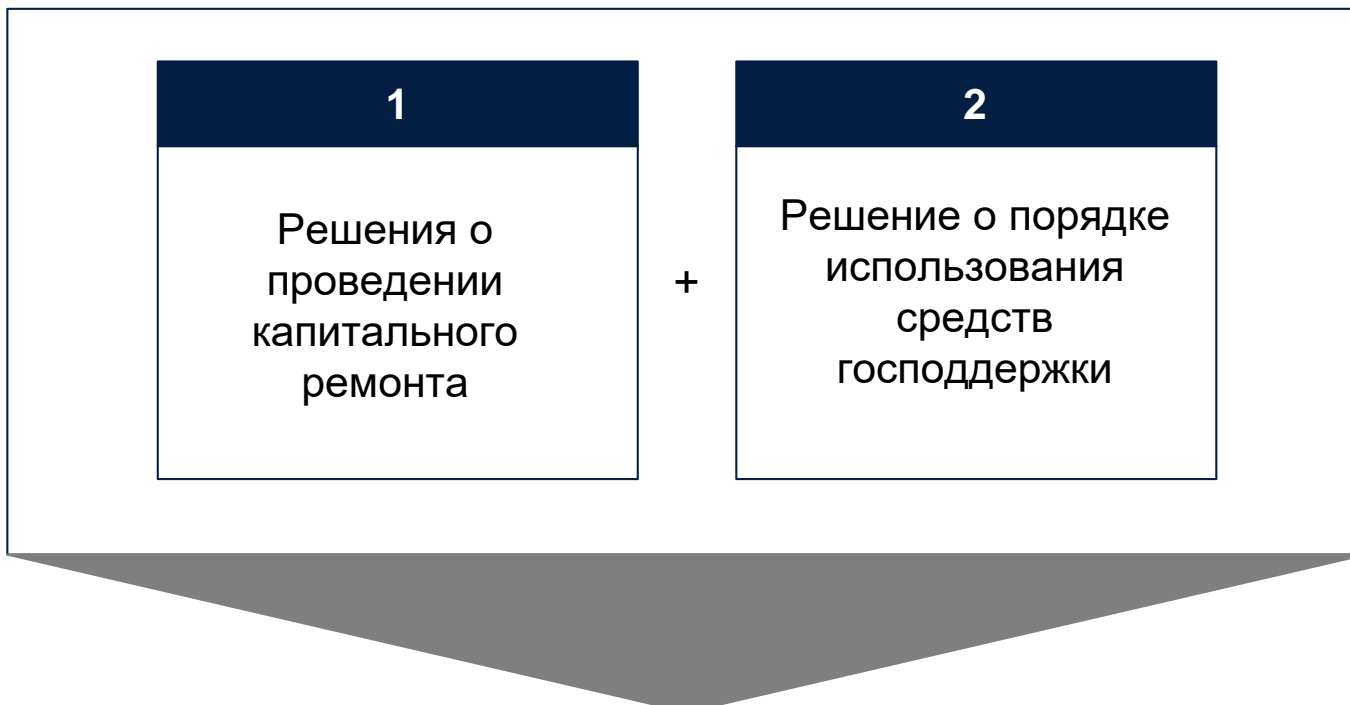 1
Решения о
проведении
капитального
ремонта
+
2
Решение о порядке
использования
средств
господдержки